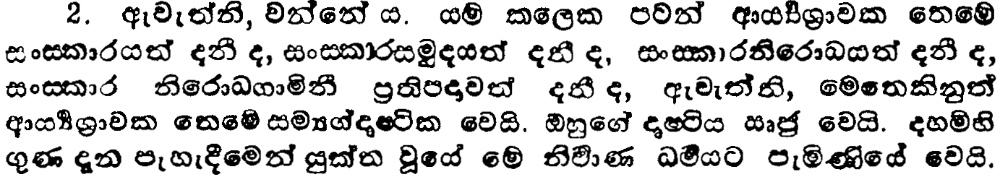 2. ඇවැත්නි, වන්නේ ය. යම් කලෙක පටන් ආර්‍ය්‍යශ්‍රාවක තෙමේ
සංස්කාරයත් දනී ද, සංස්කාරසමුදයත් දනී ද, සංස්කාරනිරොධයත් දනී ද,
සංස්කාර නිරොධගාමිනී ප්‍රතිපදාවත් දනී ද, ඇවැත්නි, මෙතෙකිනුත්
ආර්‍ය්‍යශ්‍රාවක තෙමේ සම්‍යග්දෘෂ්ටික වෙයි. ඔහුගේ දෘෂ්ටිය ඍජු වෙයි. දහම්හි
ගුණ දැන පැහැදීමෙන් යුක්ත වූයේ මේ නිර්‍වාණ ධර්‍මයට පැමිණියේ වෙයි.